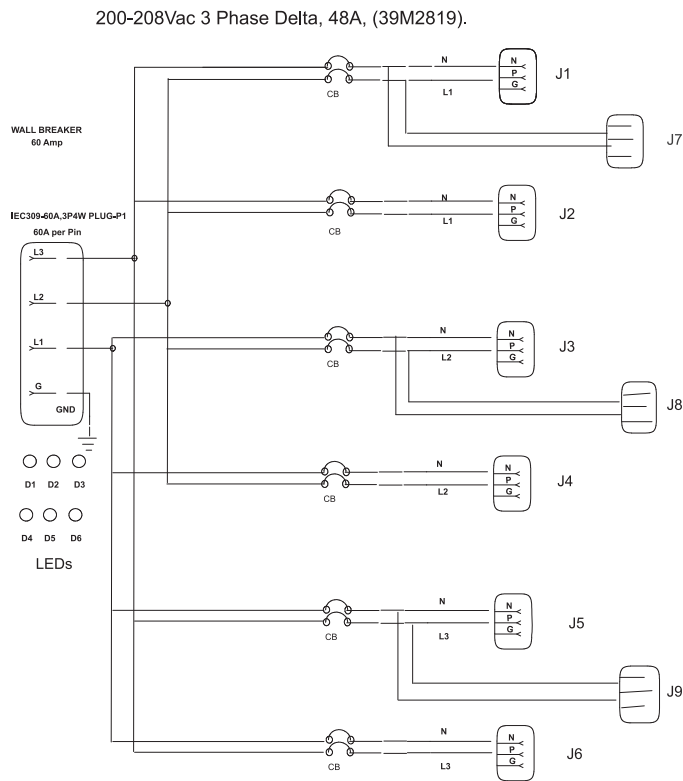 200-208Vac 3 Phase Delta, 48A, (39M2819).
N
N
P
G
J1
L1
CB
WALL BREAKER
60 Amp
J7
N
N
P
G
J2
L1
CB
IEC309-60A,3P4W PLUG-P1
60A per Pin
L3
L2
L1
G
GND
N
N
P
G
J3
L2
CB
J8
D1 D2 D3
D4 D5 D6
LEDs
N
N
P
G
J4
L2
CB
N
N
P
G
J5
L3
CB
J9
N
N
P
G
J6
L3
CB